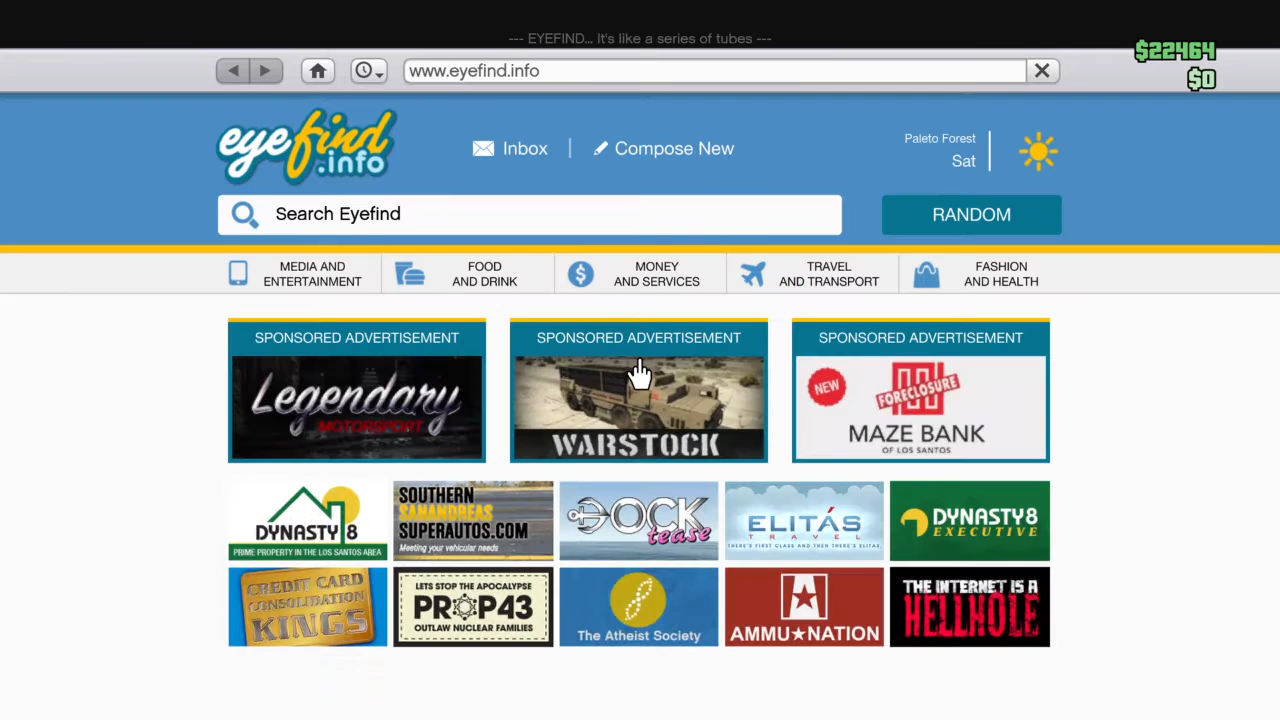 --- EYEFIND... It's like a series of tubes ---
$22464
www.eyefind.info
$0
eyefind
.info
Inbox
Compose New
Paleto Forest
Sat
Search Eyefind
RANDOM
MEDIA AND
ENTERTAINMENT
FOOD
AND DRINK
MONEY
AND SERVICES
TRAVEL
AND TRANSPORT
FASHION
AND HEALTH
SPONSORED ADVERTISEMENT
Legendary
MOTORSPORT
SPONSORED ADVERTISEMENT
WARSTOCK
SPONSORED ADVERTISEMENT
NEW
FORECLOSURE
MAZE BANK
OF LOS SANTOS
DYNASTY 8
PRIME PROPERTY IN THE LOS SANTOS AREA
SOUTHERN
SANANDREAS
SUPERAUTOS.COM
Meeting your vehicular needs
DOCK
tease
ELITÁS
TRAVEL
THERE'S FIRST CLASS AND THEN THERE'S ELITAS
DYNASTY 8
EXECUTIVE
CREDIT CARD
CONSOLIDATION
KINGS
LETS STOP THE APOCALYPSE
PROP43
OUTLAW NUCLEAR FAMILIES
The Atheist Society
AMMU★NATION
THE INTERNET IS A
HELLHOLE